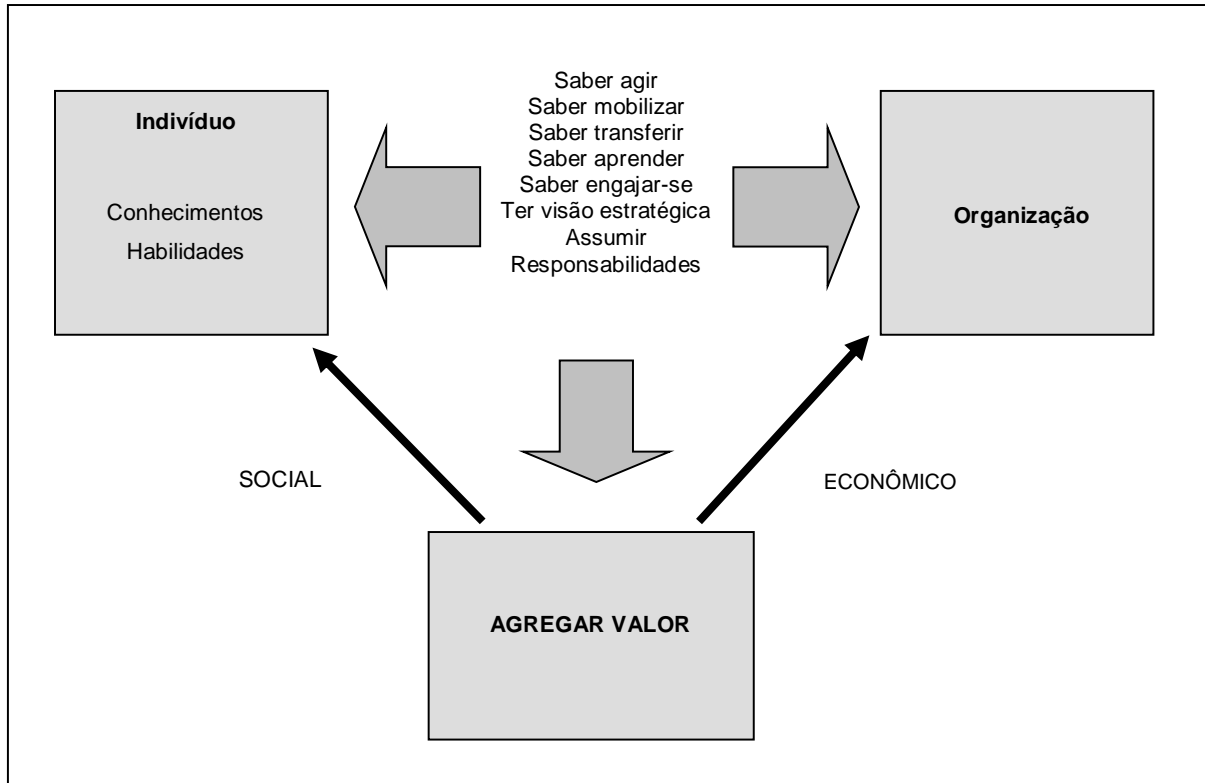 Indivíduo
Conhecimentos
Habilidades
Saber agir
Saber mobilizar
Saber transferir
Saber aprender
Saber engajar-se
Ter visão estratégica
Assumir
Responsabilidades
Organização
SOCIAL
ECONÔMICO
AGREGAR VALOR